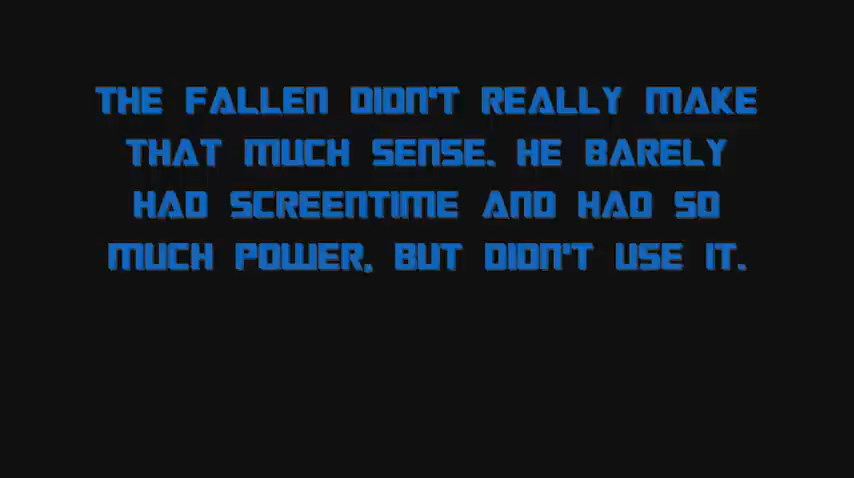 THE FALLEN DIDN'T REALLY MAKE
THAT MUCH SENSE. HE BARELY
HAD SCREENTIME AND HAD SO
MUCH POWER, BUT DIDN'T USE IT.